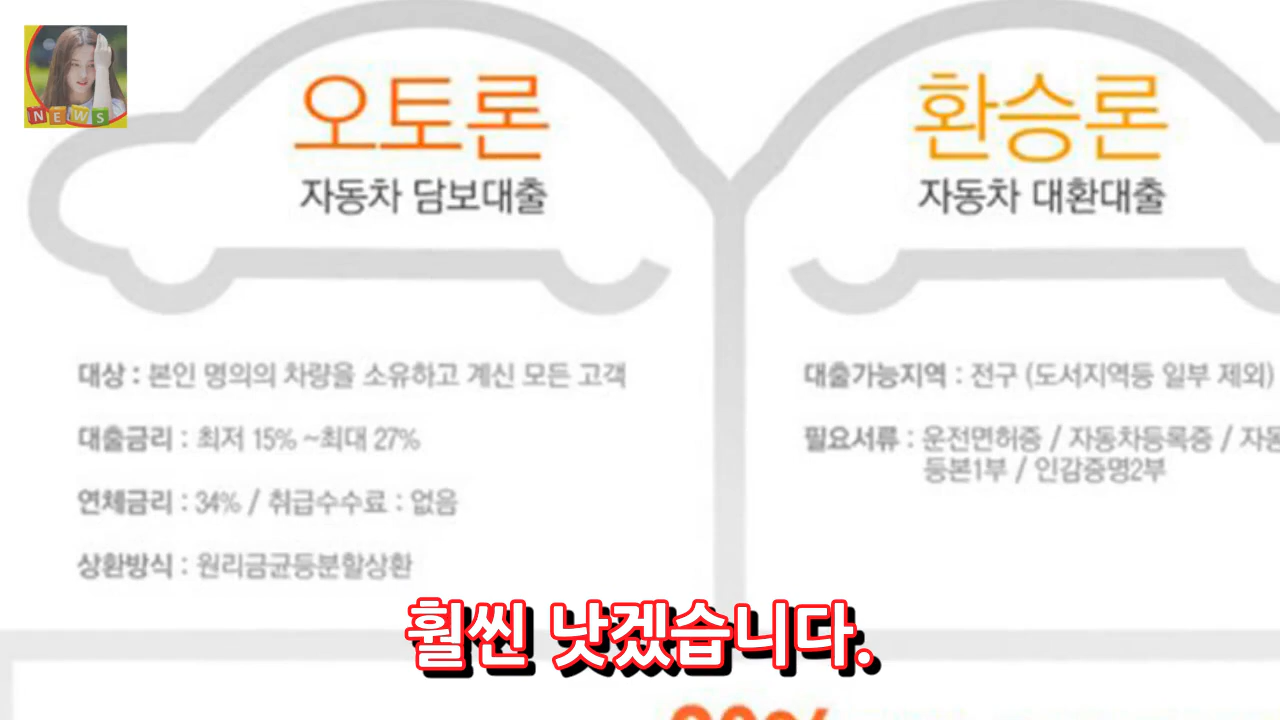 NEWS
오토론
자동차 담보대출
대상 : 본인 명의의 차량을 소유하고 계신 모든 고객
대출금리 : 최저 15% ~최대 27%
연체금리 : 34% / 취급수수료 : 없음
상환방식 : 원리금균등분할상환
환승론
자동차 대환대출
대출가능지역 : 전구 (도서지역등 일부 제외)
필요서류 : 운전면허증 / 자동차등록증 / 자동
등본1부 / 인감증명2부
훨씬 낫겠습니다.